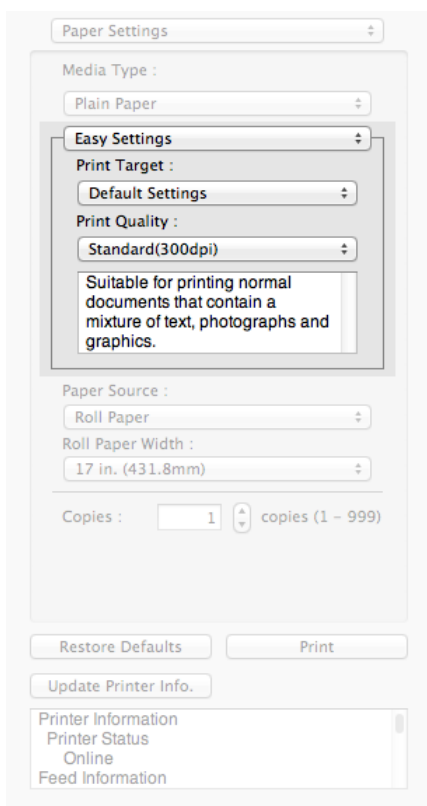 Paper Settings
Media Type :
Plain Paper
Easy Settings
Print Target :
Default Settings
Print Quality :
Standard(300dpi)
Suitable for printing normal
documents that contain a
mixture of text, photographs and
graphics.
Paper Source :
Roll Paper
Roll Paper Width :
17 in. (431.8mm)
Copies : 1 copies (1 – 999)
Restore Defaults Print
Update Printer Info.
Printer Information
Printer Status
Online
Feed Information